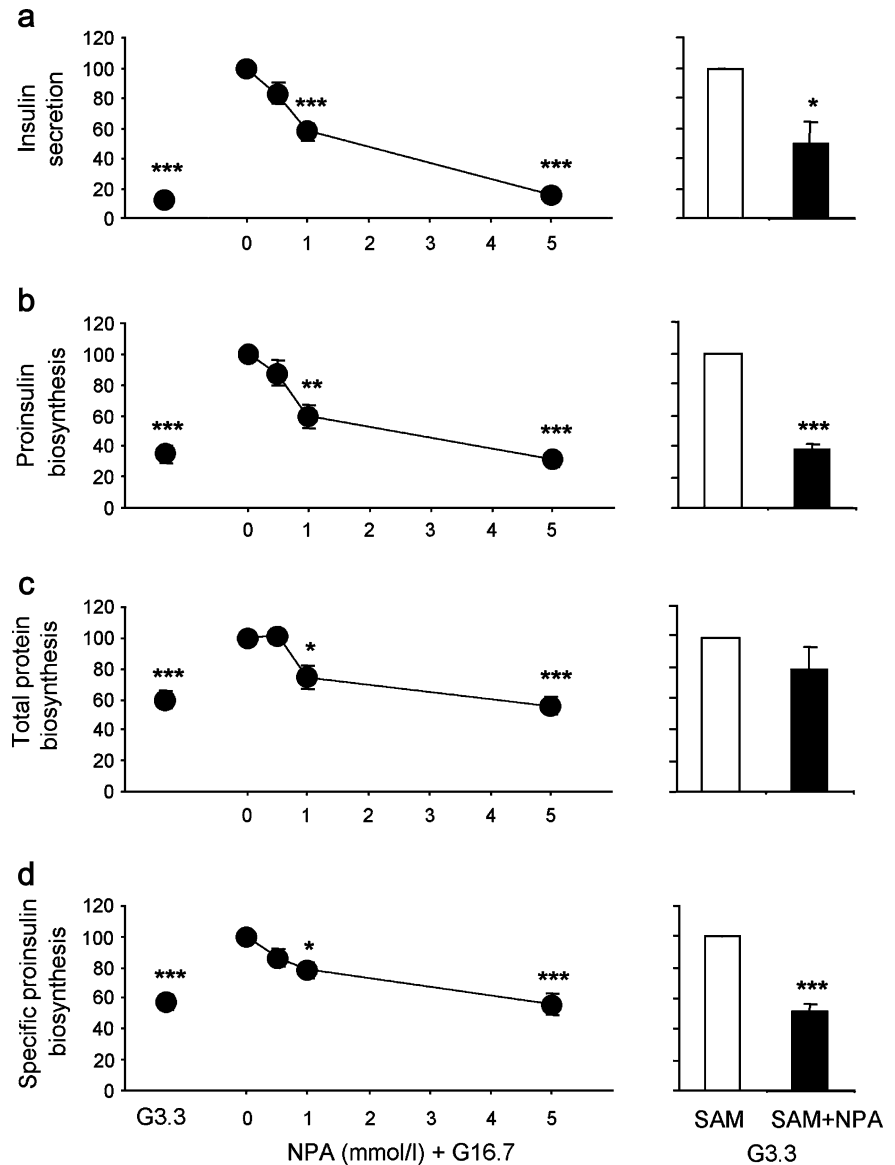 a
120
100
80
60
40
20
0
Insulin
secretion
***
***
***
0 1 2 3 4 5
*
b
120
100
80
60
40
20
0
Proinsulin
biosynthesis
***
**
***
0 1 2 3 4 5
***
c
120
100
80
60
40
20
0
Total protein
biosynthesis
***
*
***
0 1 2 3 4 5
d
120
100
80
60
40
20
0
Specific proinsulin
biosynthesis
***
*
***
***
G3.3 0 1 2 3 4 5 SAM SAM+NPA
NPA (mmol/l) + G16.7 G3.3